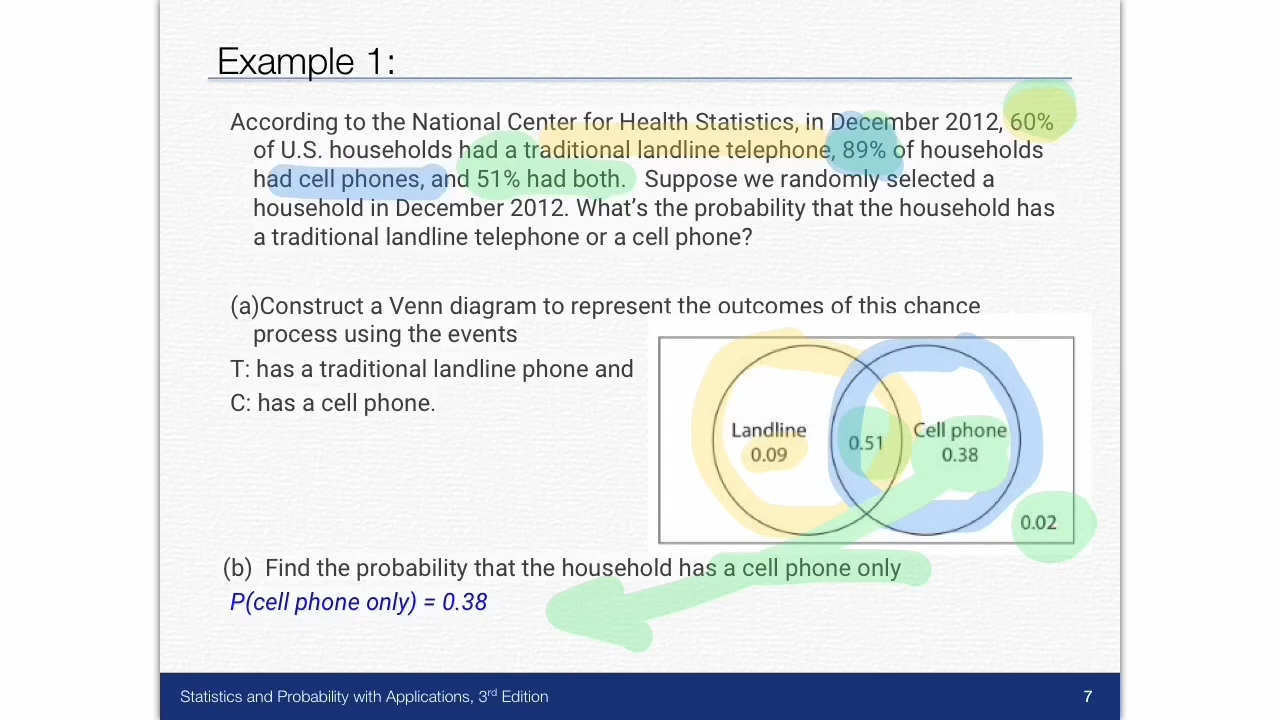 Example 1:
According to the National Center for Health Statistics, in December 2012, 60%
of U.S. households had a traditional landline telephone, 89% of households
had cell phones, and 51% had both. Suppose we randomly selected a
household in December 2012. What’s the probability that the household has
a traditional landline telephone or a cell phone?
(a)Construct a Venn diagram to represent the outcomes of this chance
process using the events
T: has a traditional landline phone and
C: has a cell phone.
Landline
0.09
0.51
Cell phone
0.38
0.02
(b) Find the probability that the household has a cell phone only
P(cell phone only) = 0.38
Statistics and Probability with Applications, 3rd Edition
7